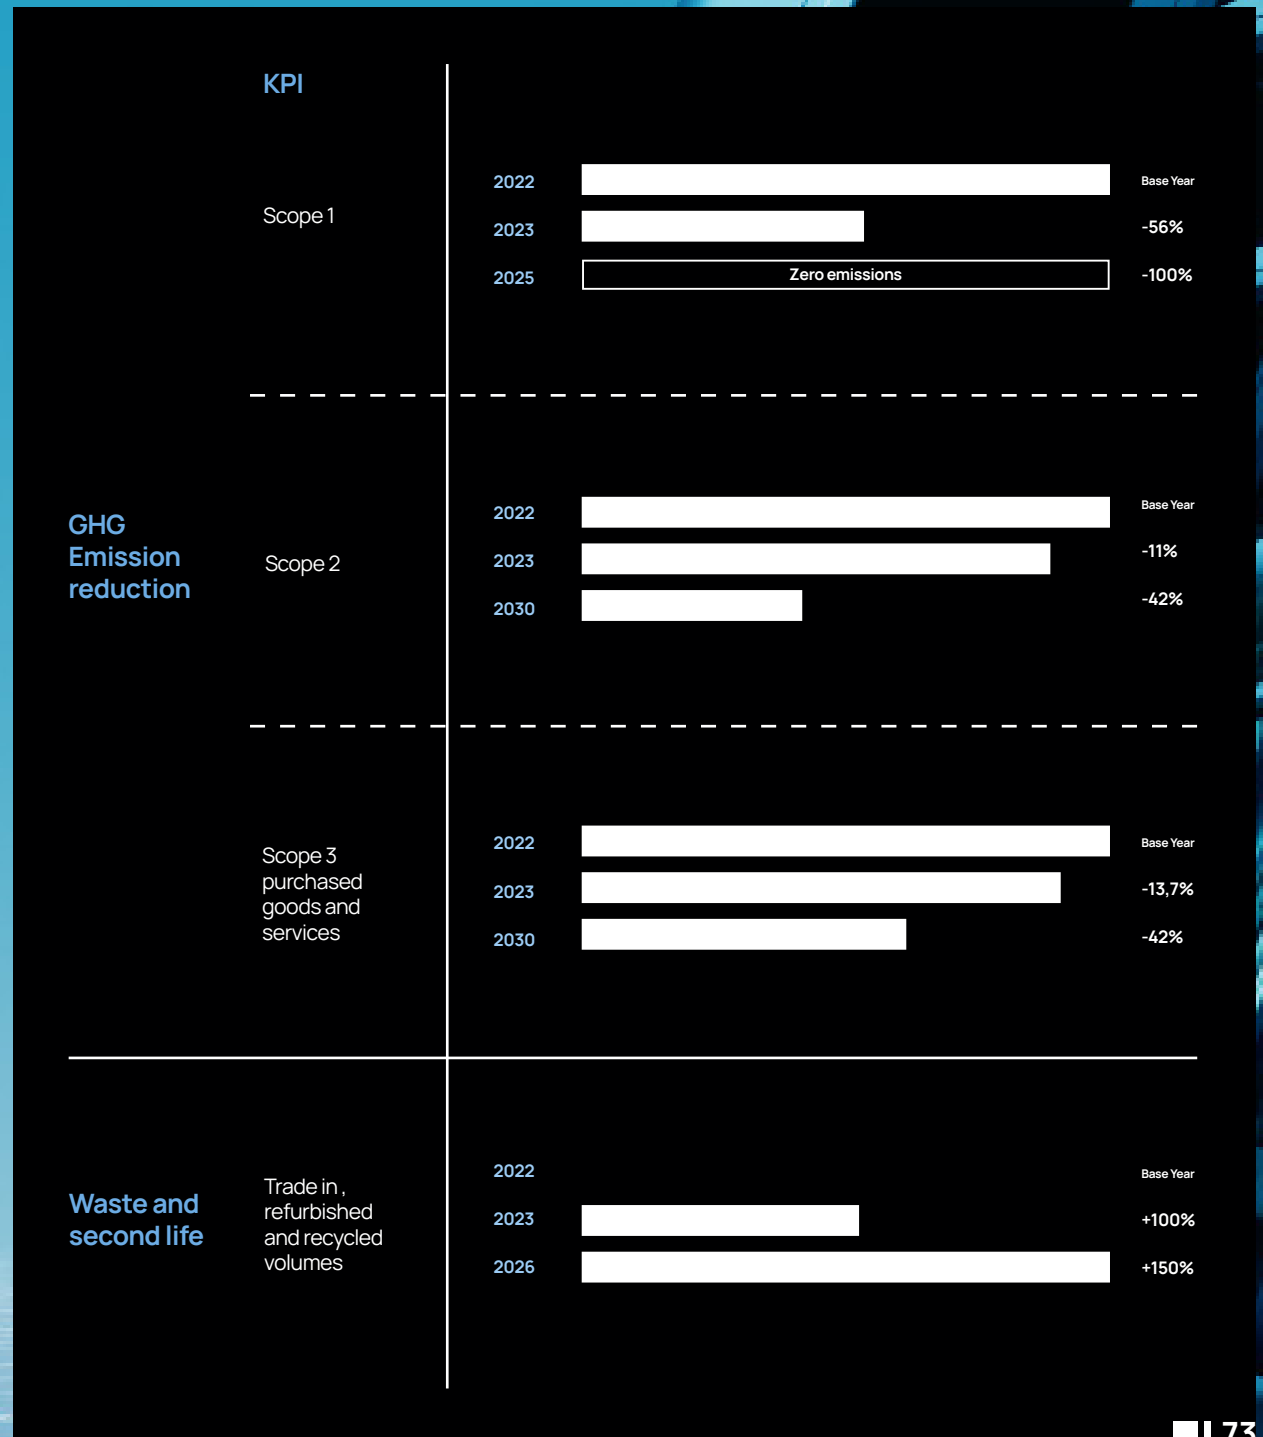 KPI
Scope 1
2022
Base Year
2023
-56%
2025
Zero emissions
-100%
GHG
Emission
reduction
Scope 2
2022
Base Year
2023
-11%
2030
-42%
Scope 3
purchased
goods and
services
2022
Base Year
2023
-13,7%
2030
-42%
Waste and
second life
Trade in ,
refurbished
and recycled
volumes
2022
Base Year
2023
+100%
2026
+150%
73